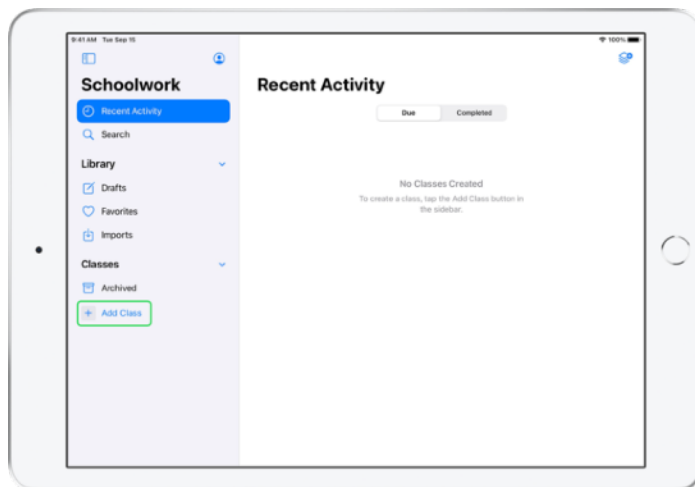 9:41 AM Tue Sep 15
100%
Schoolwork
Recent Activity
Search
Library
Drafts
Favorites
Imports
Classes
Archived
Add Class
Recent Activity
Due Completed
No Classes Created
To create a class, tap the Add Class button in
the sidebar.